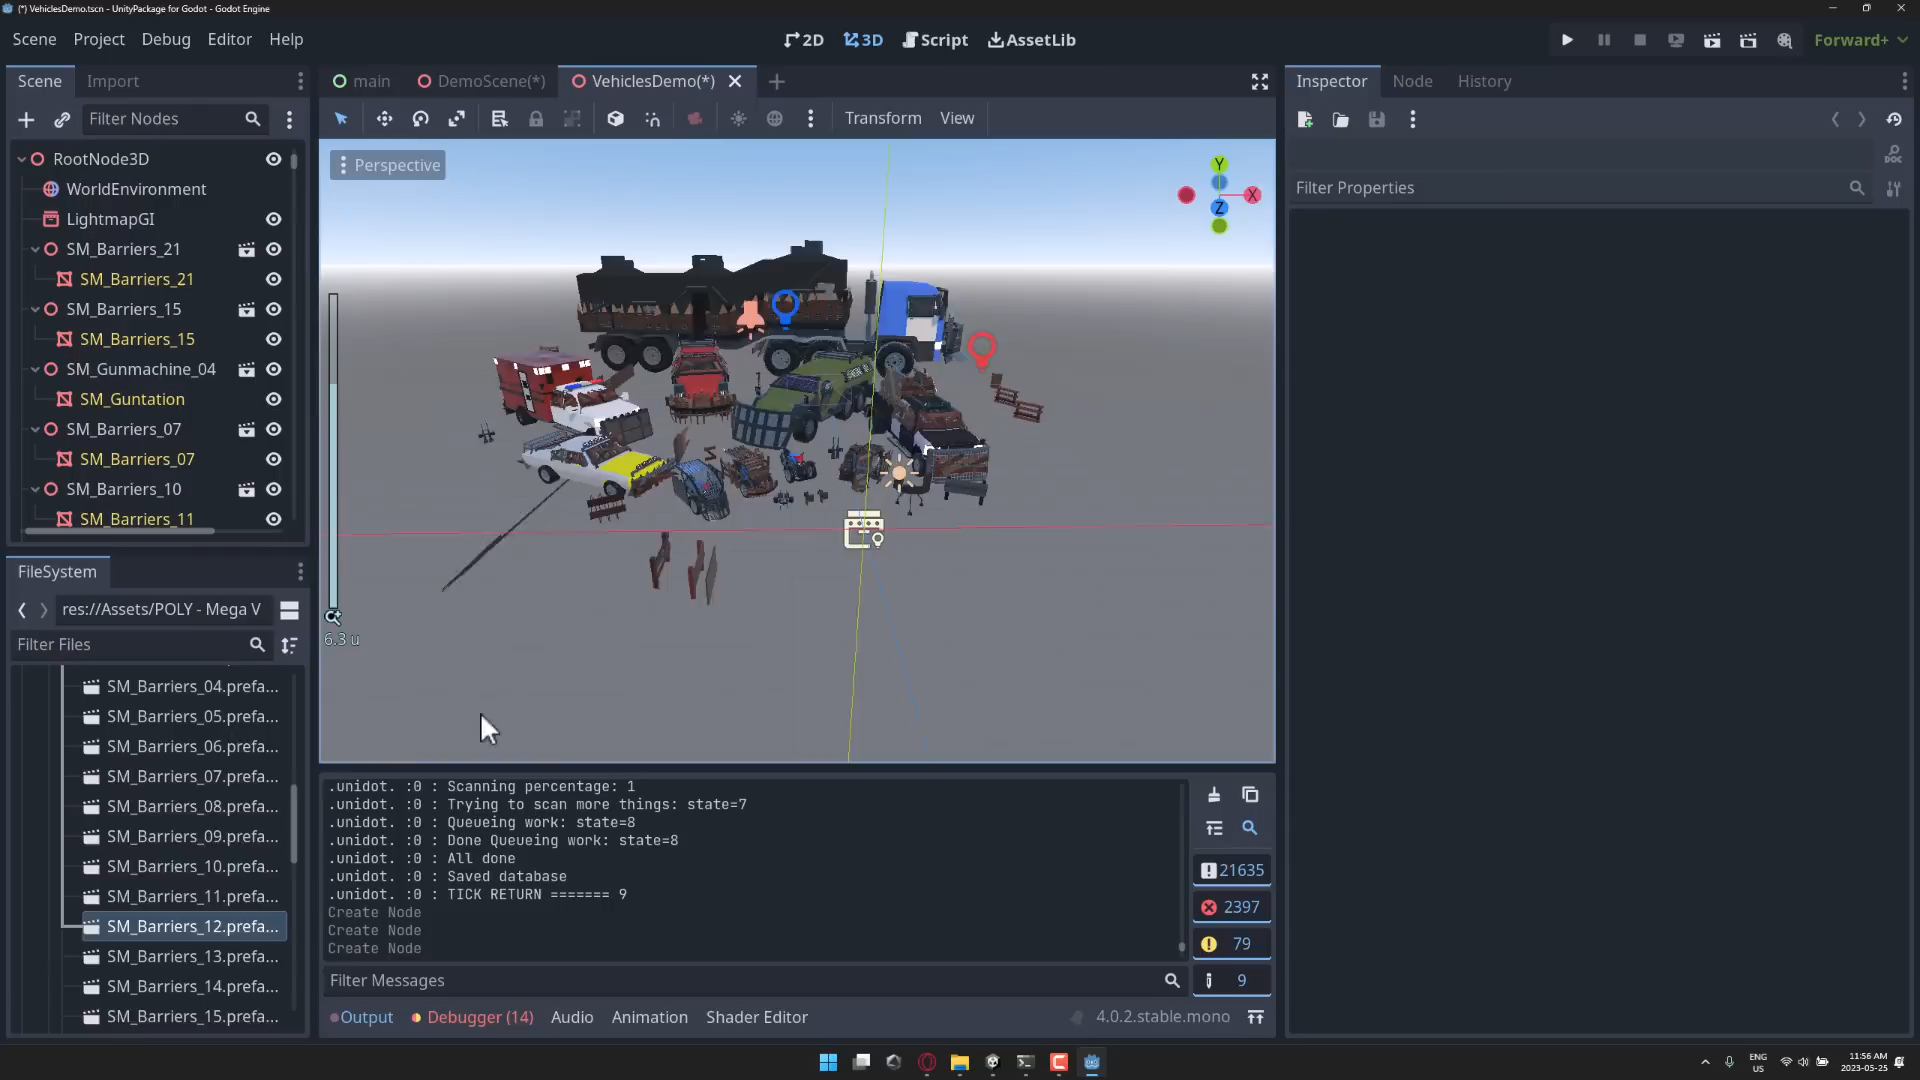 (*) VehiclesDemo.tscn - UnityPackage for Godot - Godot Engine
Scene Project Debug Editor Help
2D 3D Script AssetLib
Forward+
Scene Import
main DemoScene(*) VehiclesDemo(*)
Inspector Node History
Filter Nodes
Transform View
RootNode3D
WorldEnvironment
LightmapGI
SM_Barriers_21
SM_Barriers_21
SM_Barriers_15
SM_Barriers_15
SM_Gunmachine_04
SM_Guntation
SM_Barriers_07
SM_Barriers_07
SM_Barriers_10
SM_Barriers_11
Perspective
Y
X
Z
6.3 u
DOC
Filter Properties
FileSystem
res://Assets/POLY - Mega V
Filter Files
SM_Barriers_04.prefa...
SM_Barriers_05.prefa...
SM_Barriers_06.prefa...
SM_Barriers_07.prefa...
SM_Barriers_08.prefa...
SM_Barriers_09.prefa...
SM_Barriers_10.prefa...
SM_Barriers_11.prefa...
SM_Barriers_12.prefa...
SM_Barriers_13.prefa...
SM_Barriers_14.prefa...
SM_Barriers_15.prefa...
.unidot. :0 : Scanning percentage: 1
.unidot. :0 : Trying to scan more things: state=7
.unidot. :0 : Queueing work: state=8
.unidot. :0 : Done Queueing work: state=8
.unidot. :0 : All done
.unidot. :0 : Saved database
.unidot. :0 : TICK RETURN ======= 9
Create Node
Create Node
Create Node
21635
2397
79
9
Filter Messages
Output Debugger (14) Audio Animation Shader Editor
4.0.2.stable.mono
ENG
US
11:56 AM
2023-05-25